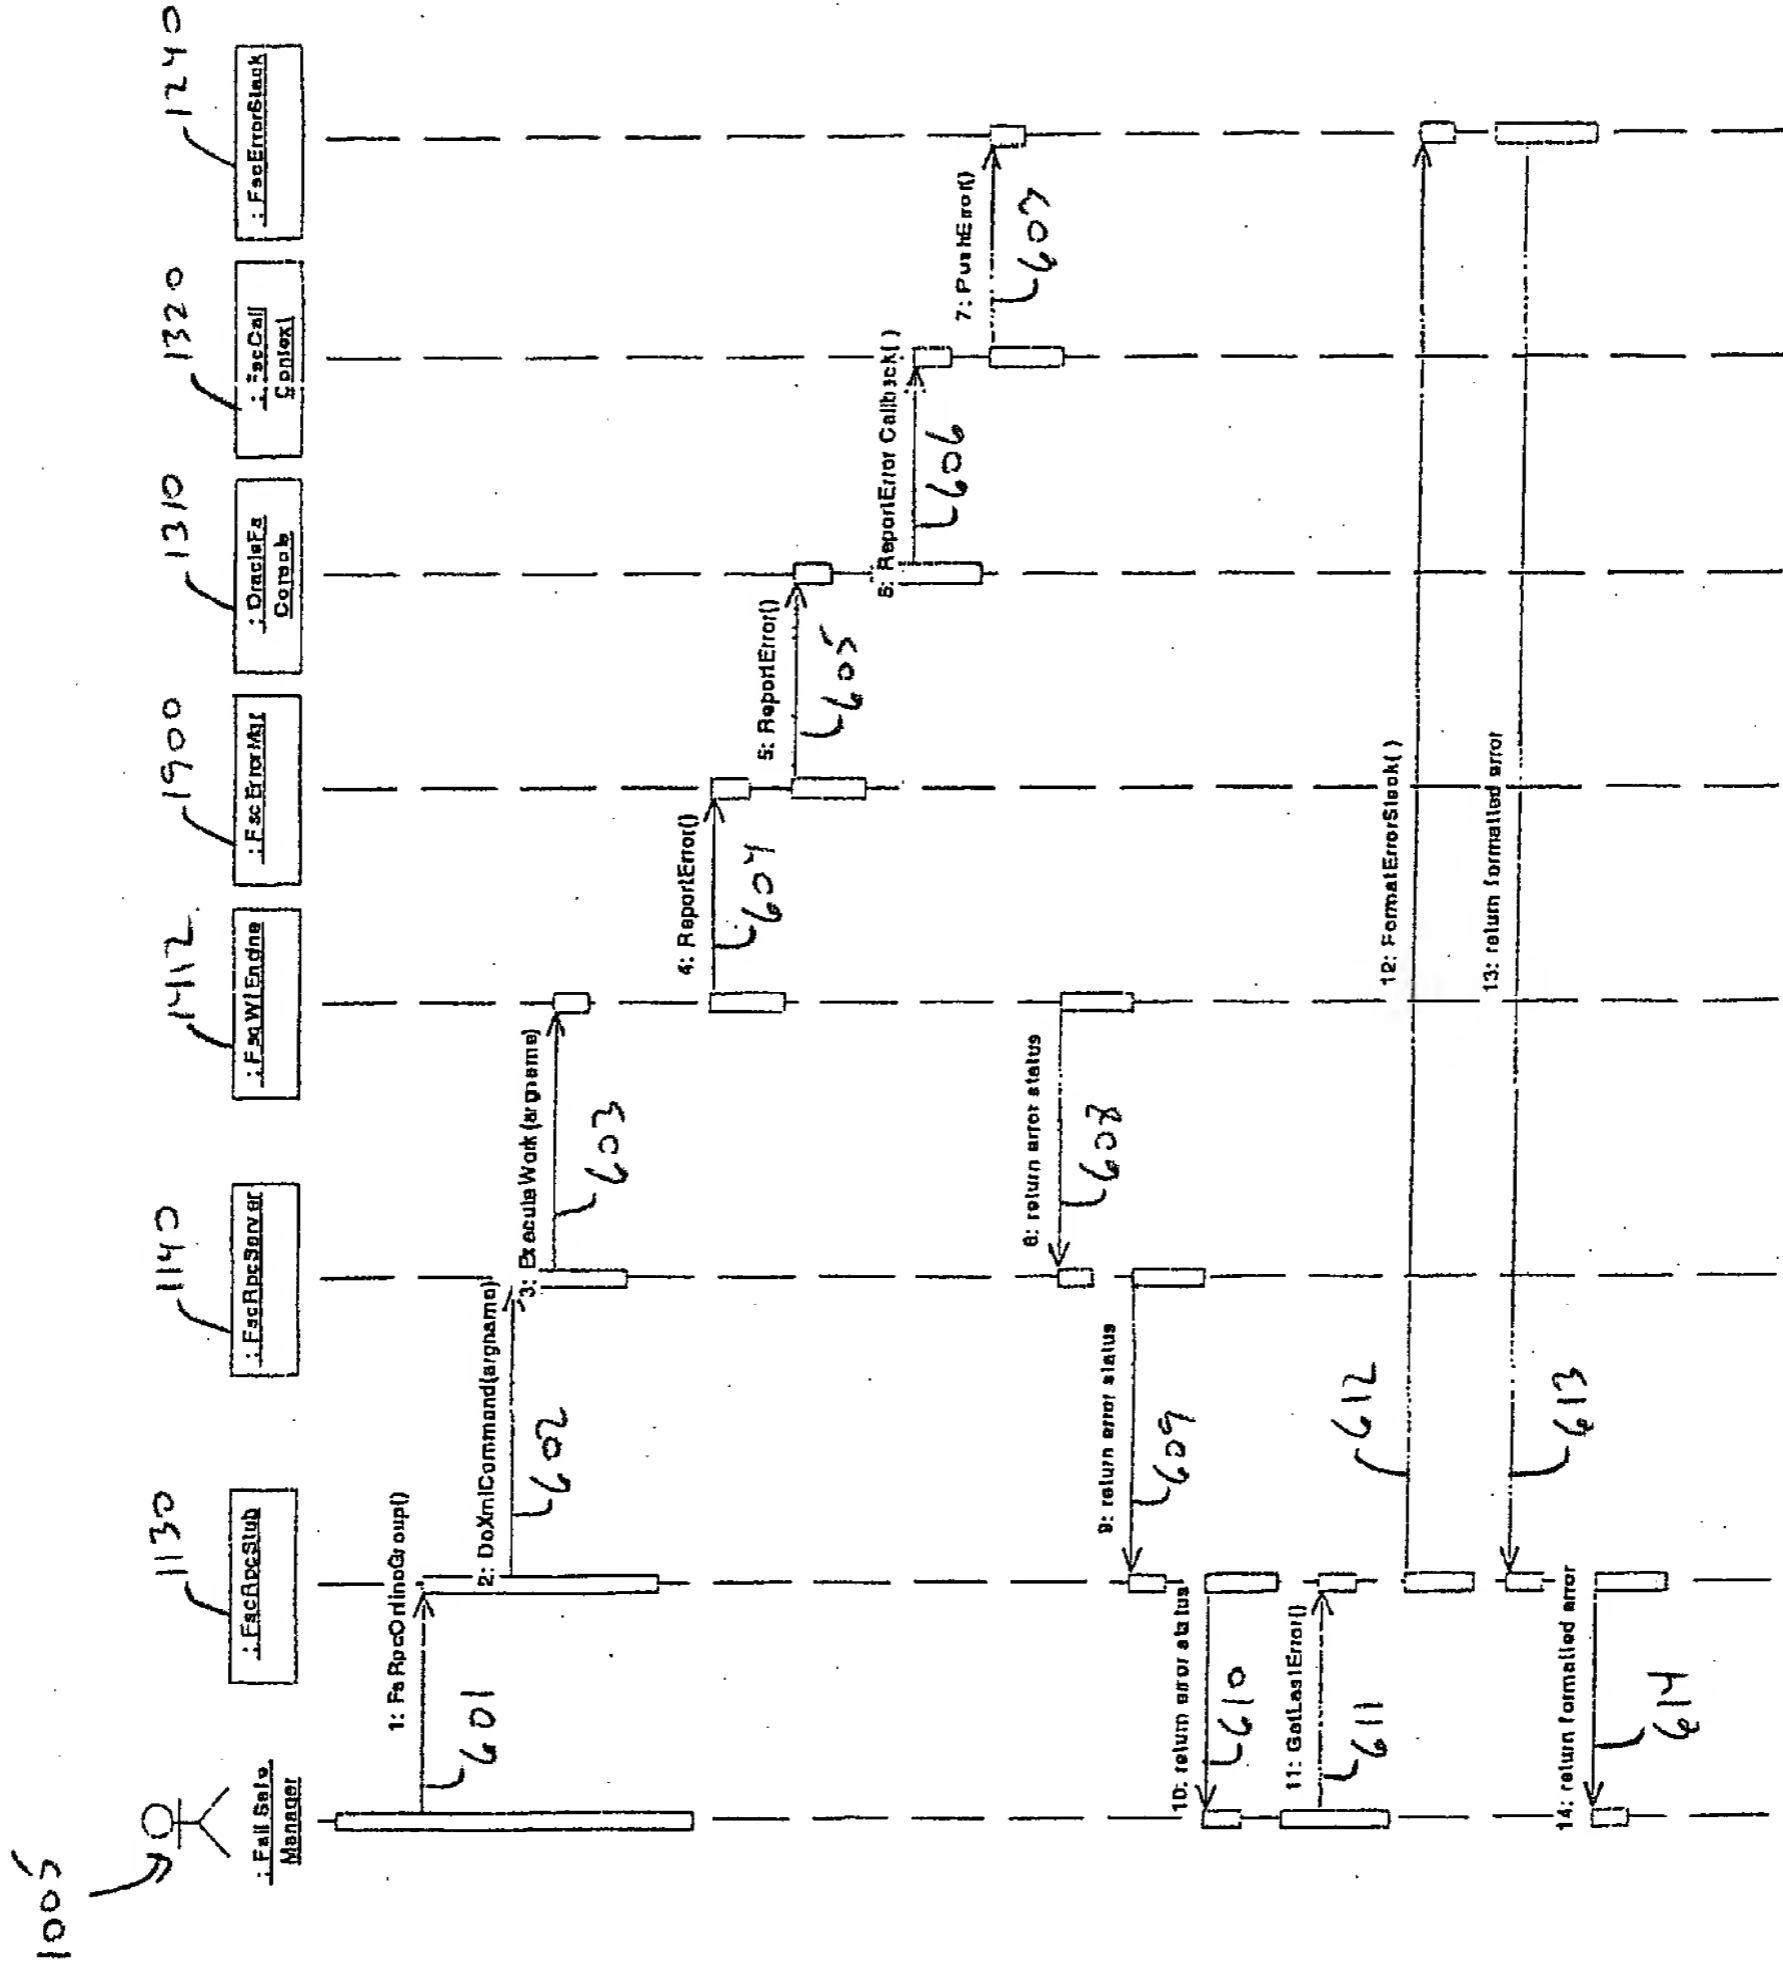 1005
: Fail Safe
Manager
1130
: FscRpcStub
1140
: FscRpcServer
1412
: FscWfEngine
1900
: FscErrorMgr
1310
: OracleFs
Console
1320
: FscCall
Context
1240
: FscErrorStack
1: FsRpcOnlineGroup()
601
2: DoXmlCommand(argname)
602
3: ExecuteWork(argname)
603
4: ReportError()
604
5: ReportError()
605
6: ReportError Callback()
606
7: PushError()
607
8: return error status
608
9: return error status
609
10: return error status
610
11: GetLastError()
611
12: FormatErrorStack()
612
13: return formatted error
613
14: return formatted error
614